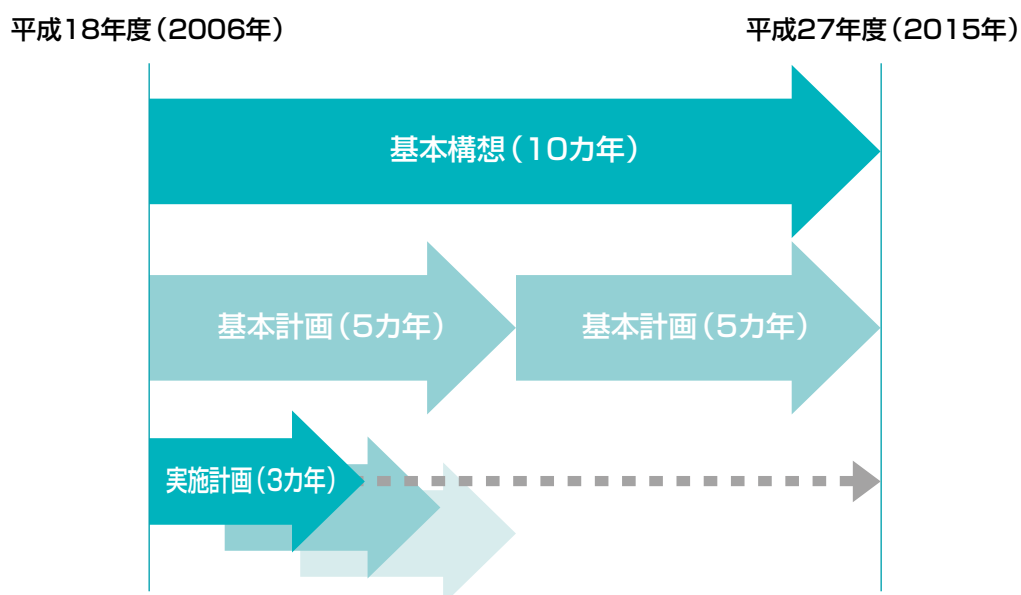 平成18年度（2006年）
平成27年度（2015年）
基本構想（10カ年）
基本計画（5カ年）
基本計画（5カ年）
実施計画（3カ年）